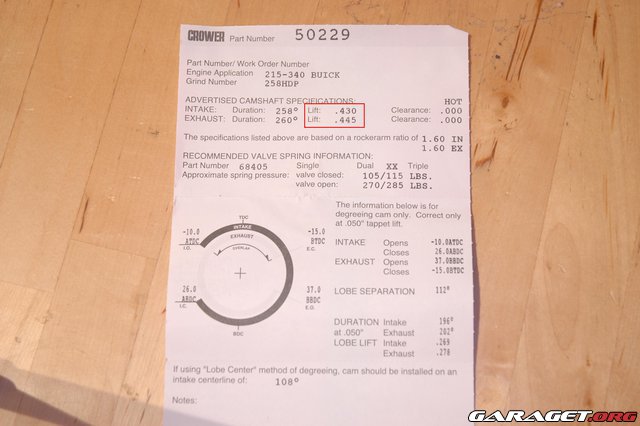 CROWER Part Number 50229
Part Number/ Work Order Number
Engine Application 215-340 BUICK
Grind Number 258HDP
ADVERTISED CAMSHAFT SPECIFICATIONS: HOT
INTAKE: Duration: 258° Lift: .430 Clearance: .000
EXHAUST: Duration: 260° Lift: .445 Clearance: .000
The specifications listed above are based on a rockerarm ratio of 1.60 IN
1.60 EX
RECOMMENDED VALVE SPRING INFORMATION:
Part Number 68405 Single Dual XX Triple
Approximate spring pressure: valve closed: 105/115 LBS.
valve open: 270/285 LBS.
The information below is for
degreeing cam only. Correct only
at .050" tappet lift.
TDC
-10.0
ATDC
I.O.
-15.0
BTDC
E.C.
INTAKE
EXHAUST
OVERLAP
26.0
ABDC
I.C.
37.0
BBDC
E.O.
BDC
INTAKE Opens -10.0ATDC
Closes 26.0ABDC
EXHAUST Opens 37.0BBDC
Closes -15.0BTDC
LOBE SEPARATION 112°
DURATION Intake 196°
at .050" Exhaust 202°
LOBE LIFT Intake .269
Exhaust .278
If using "Lobe Center" method of degreeing, cam should be installed on an
intake centerline of 108°
Notes:
GARAGET.ORG